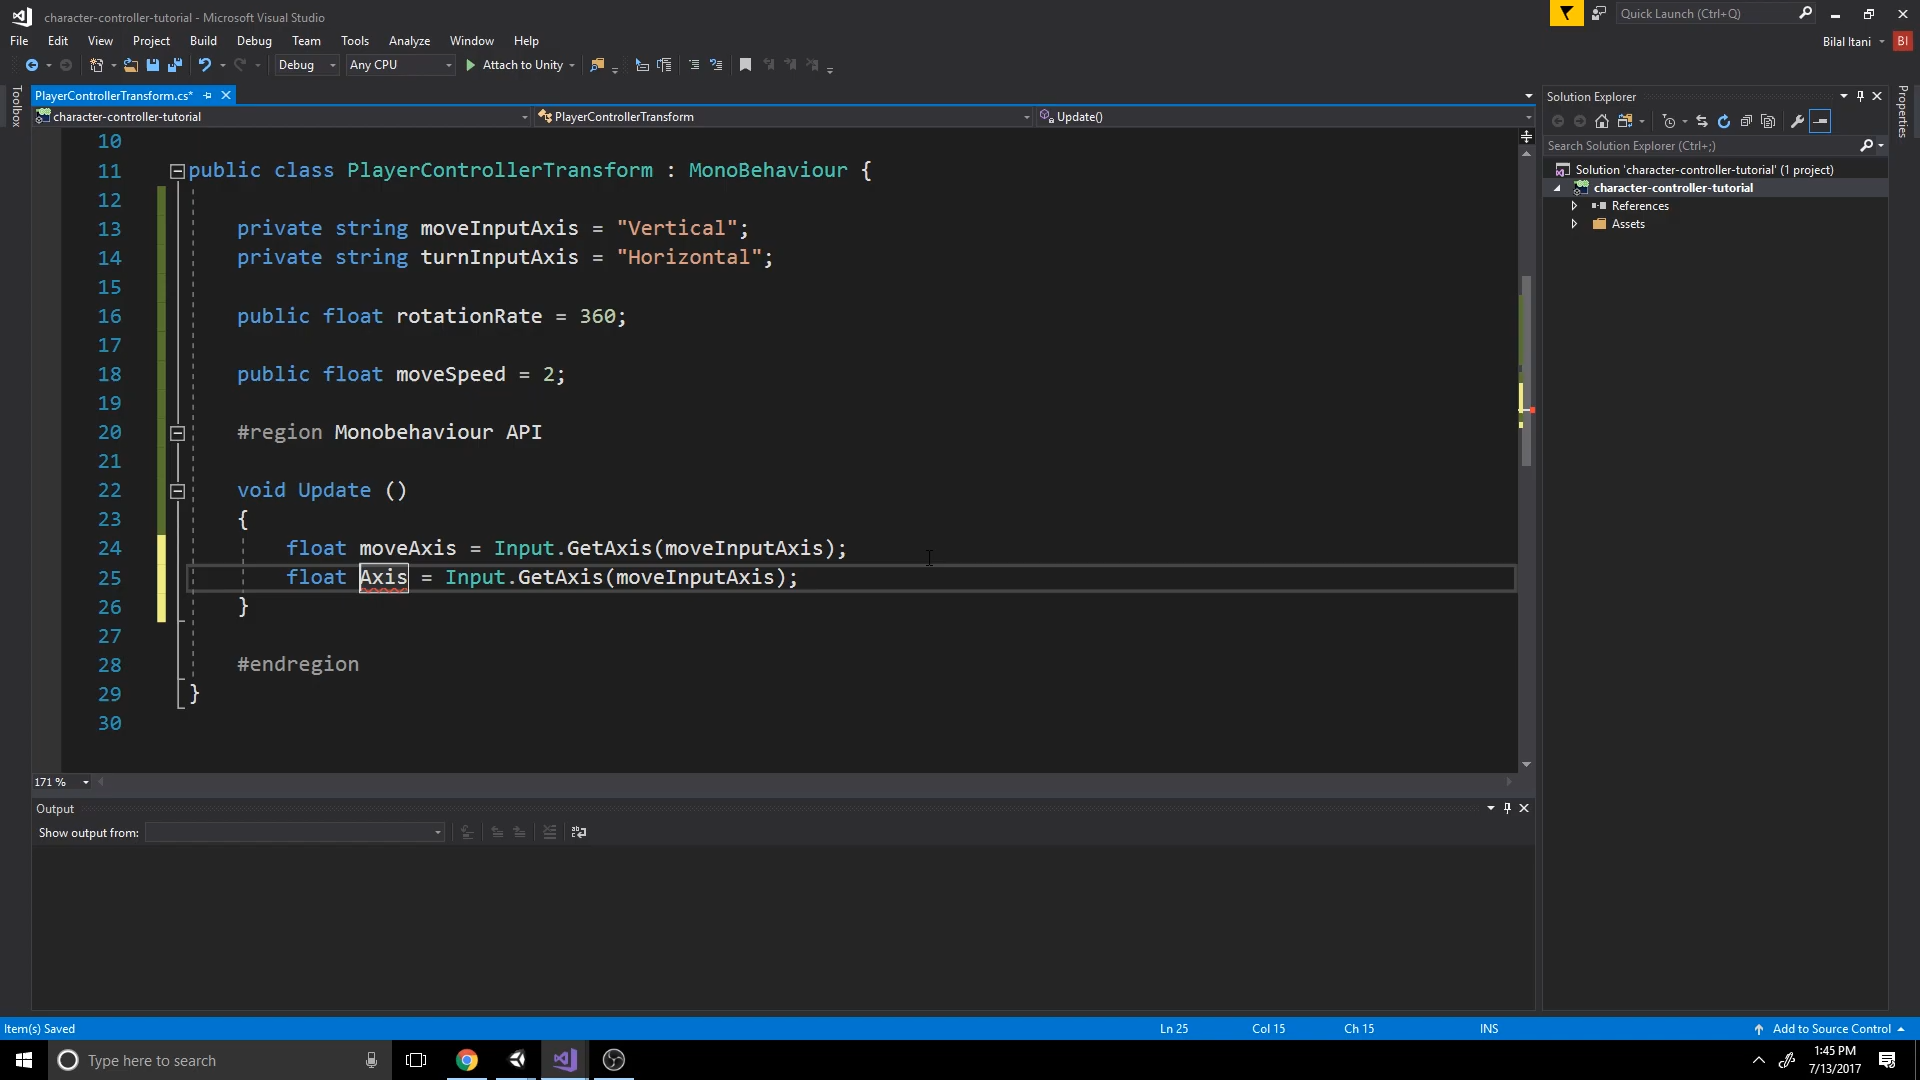 character-controller-tutorial - Microsoft Visual Studio
Quick Launch (Ctrl+Q)
File Edit View Project Build Debug Team Tools Analyze Window Help
Bilal Itani BI
Debug Any CPU Attach to Unity
Toolbox
PlayerControllerTransform.cs*
character-controller-tutorial PlayerControllerTransform Update()
10
11 public class PlayerControllerTransform : MonoBehaviour {
12
13 private string moveInputAxis = "Vertical";
14 private string turnInputAxis = "Horizontal";
15
16 public float rotationRate = 360;
17
18 public float moveSpeed = 2;
19
20 #region Monobehaviour API
21
22 void Update ()
23 {
24 float moveAxis = Input.GetAxis(moveInputAxis);
25 float Axis = Input.GetAxis(moveInputAxis);
26 }
27
28 #endregion
29 }
30
171 %
Output
Show output from:
Solution Explorer
Search Solution Explorer (Ctrl+;)
Solution 'character-controller-tutorial' (1 project)
character-controller-tutorial
References
Assets
Properties
Item(s) Saved Ln 25 Col 15 Ch 15 INS Add to Source Control
Type here to search
1:45 PM
7/13/2017